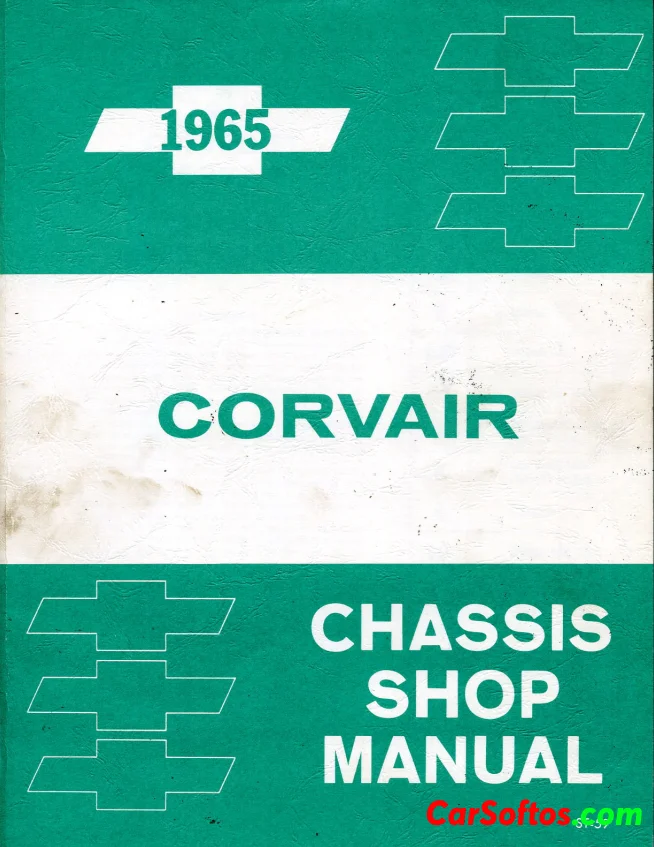 1965
CORVAIR
CHASSIS
SHOP
MANUAL
CarSoftos.com